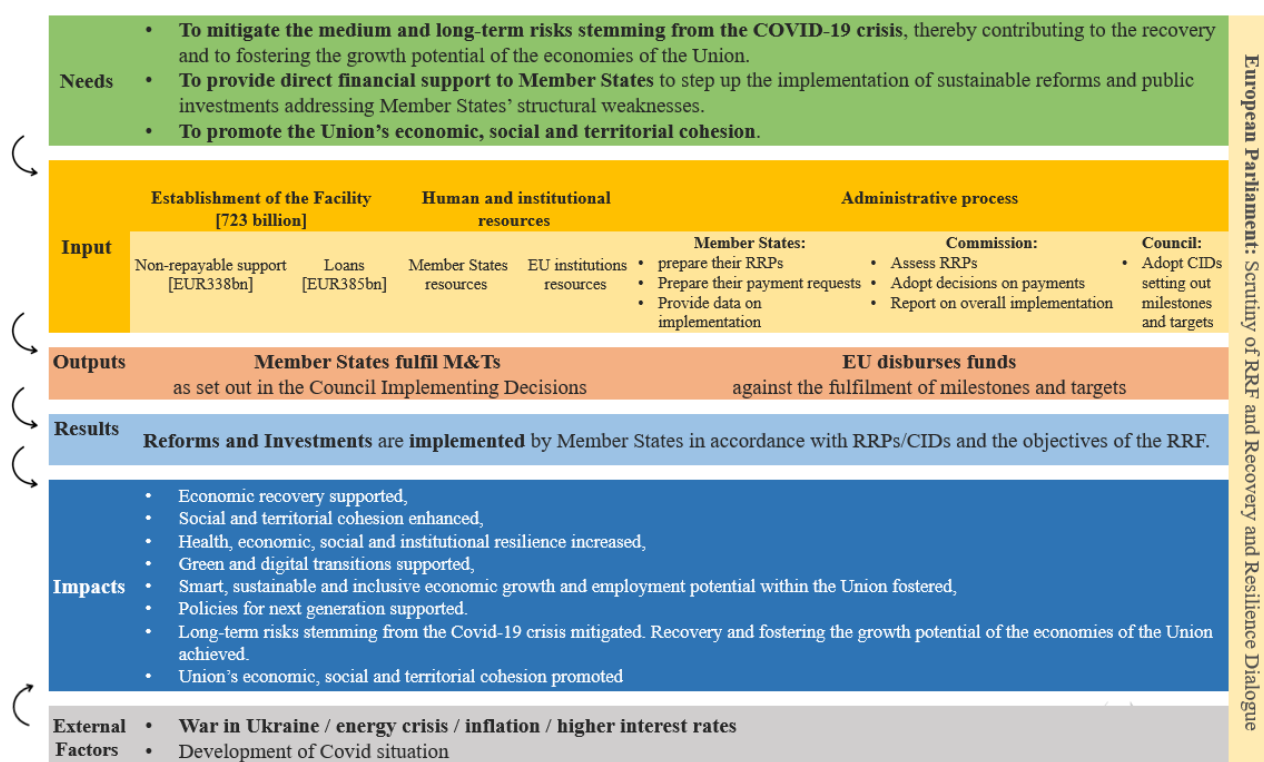 Needs
• To mitigate the medium and long-term risks stemming from the COVID-19 crisis, thereby contributing to the recovery
and to fostering the growth potential of the economies of the Union.
• To provide direct financial support to Member States to step up the implementation of sustainable reforms and public
investments addressing Member States’ structural weaknesses.
• To promote the Union’s economic, social and territorial cohesion.
Input
Establishment of the Facility
[723 billion]
Human and institutional
resources
Administrative process
Non-repayable support
[EUR338bn]
Loans
[EUR385bn]
Member States
resources
EU institutions
resources
Member States:
• prepare their RRPs
• Prepare their payment requests
• Provide data on
implementation
Commission:
• Assess RRPs
• Adopt decisions on payments
• Report on overall implementation
Council:
• Adopt CIDs
setting out
milestones
and targets
Outputs
Member States fulfil M&Ts
as set out in the Council Implementing Decisions
EU disburses funds
against the fulfilment of milestones and targets
Results
Reforms and Investments are implemented by Member States in accordance with RRPs/CIDs and the objectives of the RRF.
Impacts
• Economic recovery supported,
• Social and territorial cohesion enhanced,
• Health, economic, social and institutional resilience increased,
• Green and digital transitions supported,
• Smart, sustainable and inclusive economic growth and employment potential within the Union fostered,
• Policies for next generation supported.
• Long-term risks stemming from the Covid-19 crisis mitigated. Recovery and fostering the growth potential of the economies of the Union
achieved.
• Union’s economic, social and territorial cohesion promoted
External
Factors
• War in Ukraine / energy crisis / inflation / higher interest rates
• Development of Covid situation
European Parliament: Scrutiny of RRF and Recovery and Resilience Dialogue